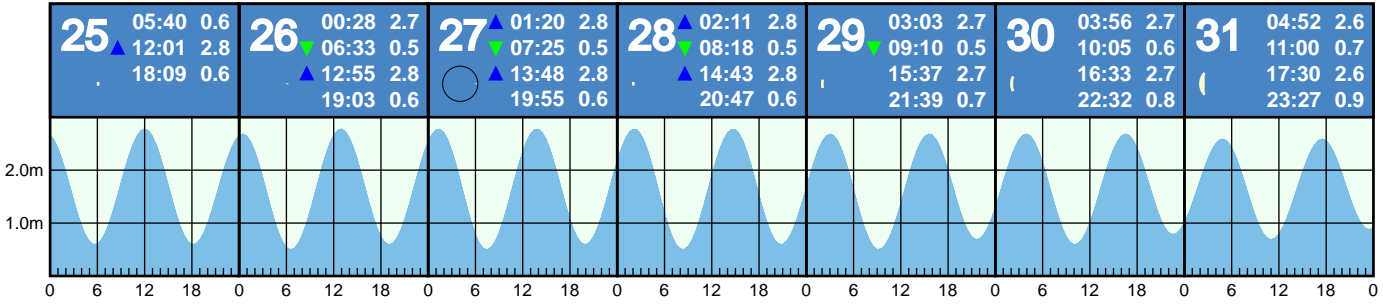 25
05:40 0.6
▲ 12:01 2.8
18:09 0.6
26
00:28 2.7
▼ 06:33 0.5
▲ 12:55 2.8
19:03 0.6
27
▲ 01:20 2.8
▼ 07:25 0.5
▲ 13:48 2.8
19:55 0.6
28
▲ 02:11 2.8
▼ 08:18 0.5
▲ 14:43 2.8
20:47 0.6
29
03:03 2.7
▼ 09:10 0.5
15:37 2.7
21:39 0.7
30
03:56 2.7
10:05 0.6
16:33 2.7
22:32 0.8
31
04:52 2.6
11:00 0.7
17:30 2.6
23:27 0.9
2.0m
1.0m
0 6 12 18 0 6 12 18 0 6 12 18 0 6 12 18 0 6 12 18 0 6 12 18 0 6 12 18 0